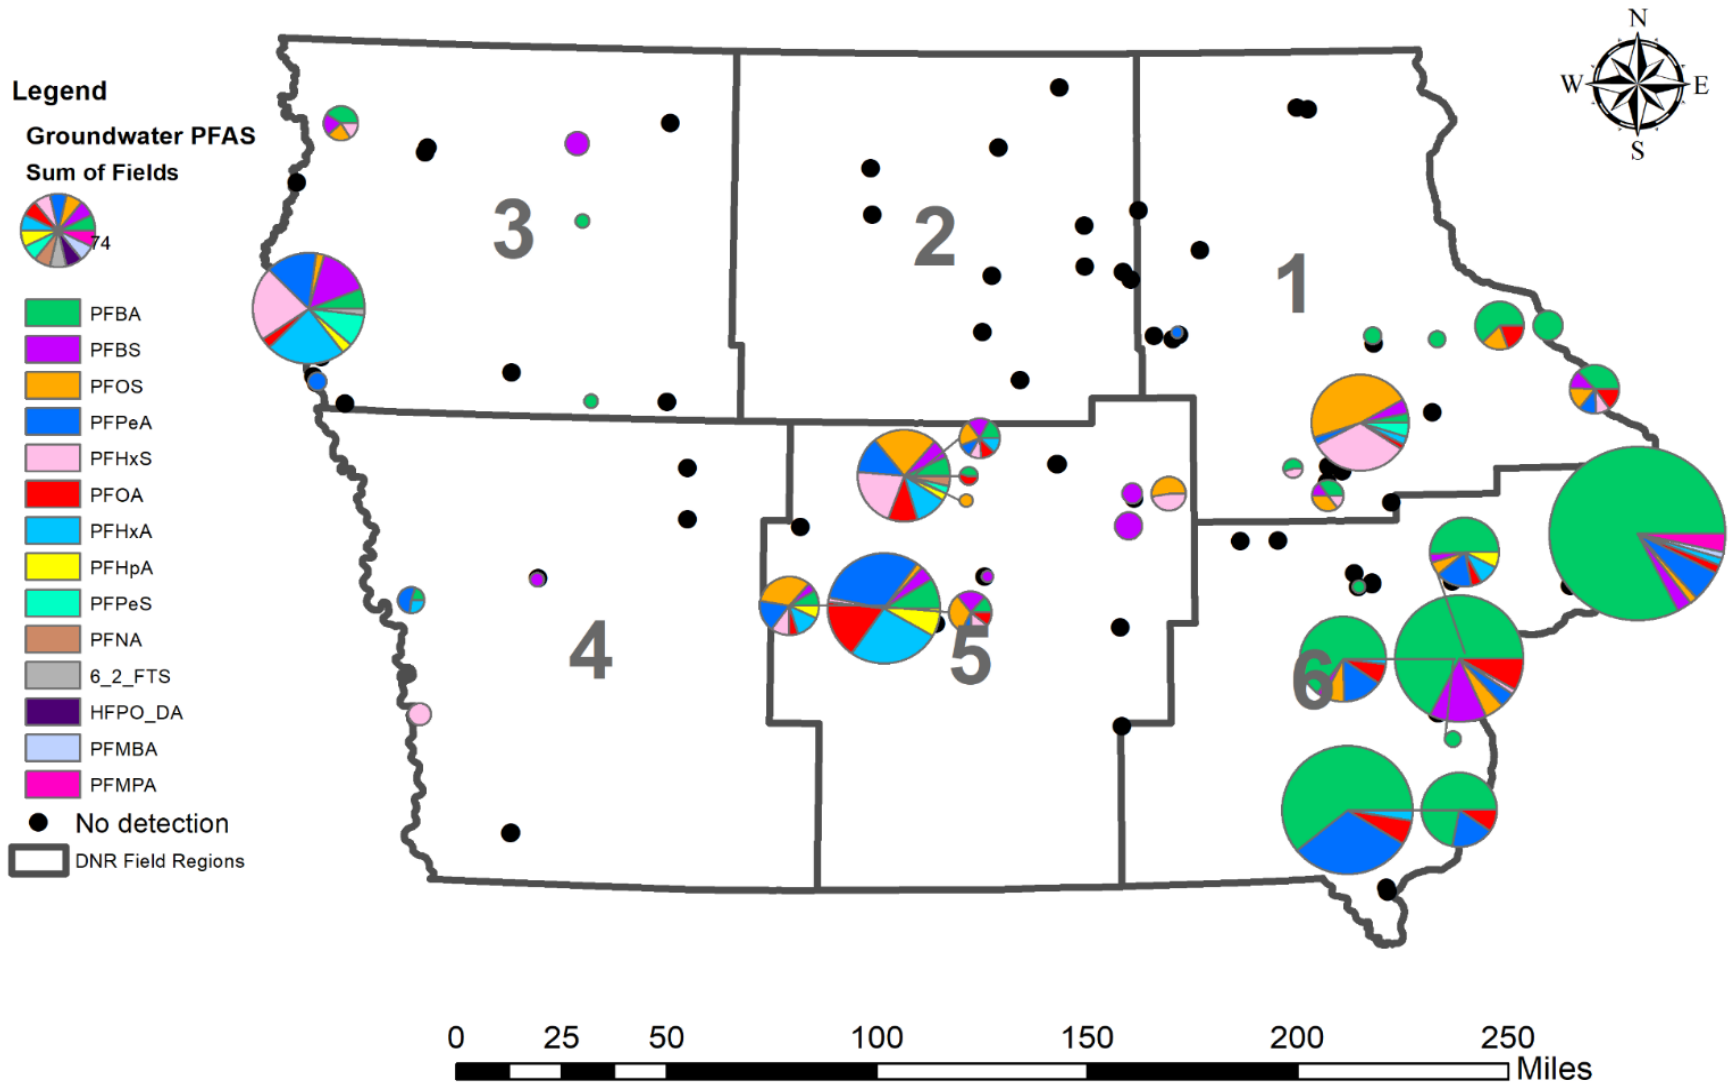 Legend
Groundwater PFAS
Sum of Fields
74
PFBA
PFBS
PFOS
PFPeA
PFHxS
PFOA
PFHxA
PFHpA
PFPeS
PFNA
6_2_FTS
HFPO_DA
PFMBA
PFMPA
No detection
DNR Field Regions
N
W E
S
3
2
1
4
5
6
0 25 50 100 150 200 250
Miles